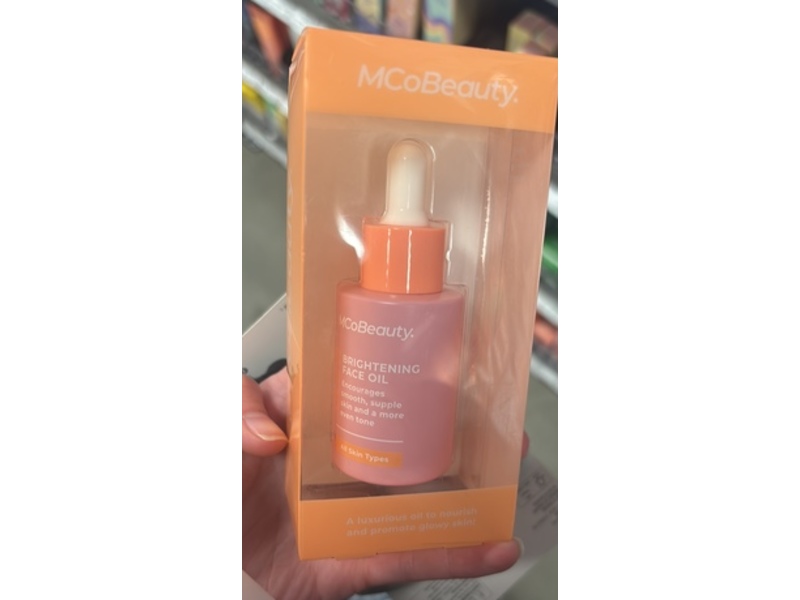 MCoBeauty.
MCoBeauty.
BRIGHTENING
FACE OIL
Encourages
smooth, supple
skin and a more
even tone
All Skin Types
A luxurious oil to nourish
and promote glowy skin!